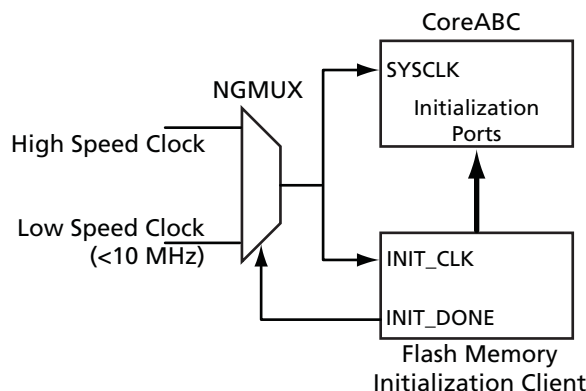 CoreABC
SYSCLK
NGMUX
Initialization
Ports
High Speed Clock
Low Speed Clock
(<10 MHz)
INIT_CLK
INIT_DONE
Flash Memory
Initialization Client